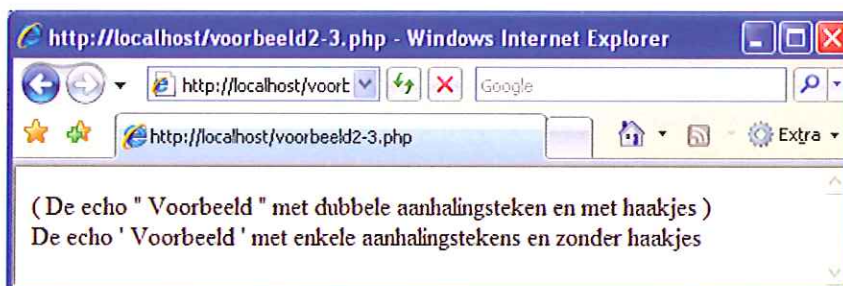 http://localhost/voorbeeld2-3.php - Windows Internet Explorer
http://localhost/voort
Google
http://localhost/voorbeeld2-3.php
Extra
( De echo " Voorbeeld " met dubbele aanhalingsteken en met haakjes )
De echo ' Voorbeeld ' met enkele aanhalingstekens en zonder haakjes